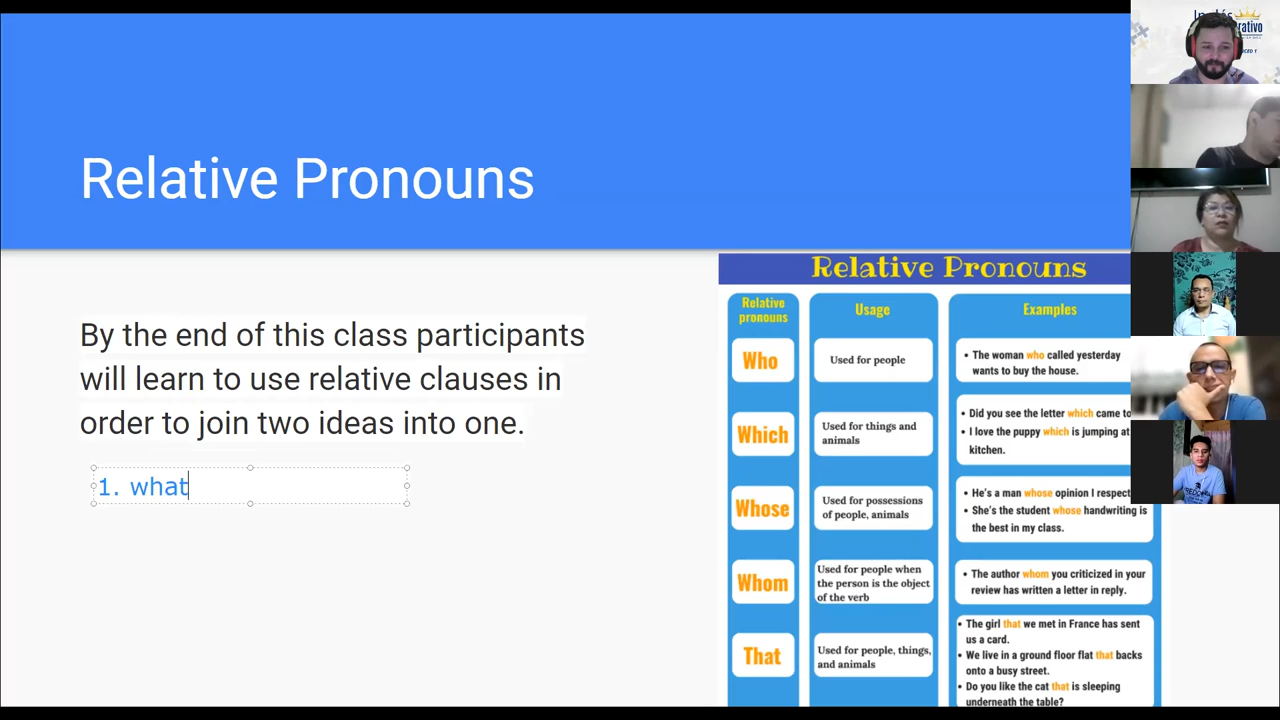 Relative Pronouns
By the end of this class participants
will learn to use relative clauses in
order to join two ideas into one.
1. what
Relative Pronouns
Relative
pronouns
Usage
Examples
Who
Used for people
• The woman who called yesterday
wants to buy the house.
Which
Used for things and
animals
• Did you see the letter which came to
• I love the puppy which is jumping at
kitchen.
Whose
Used for possessions
of people, animals
• He's a man whose opinion I respect
• She's the student whose handwriting is
the best in my class.
Whom
Used for people when
the person is the object
of the verb
• The author whom you criticized in your
review has written a letter in reply.
That
Used for people, things,
and animals
• The girl that we met in France has sent
us a card.
• We live in a ground floor flat that backs
onto a busy street.
• Do you like the cat that is sleeping
underneath the table?